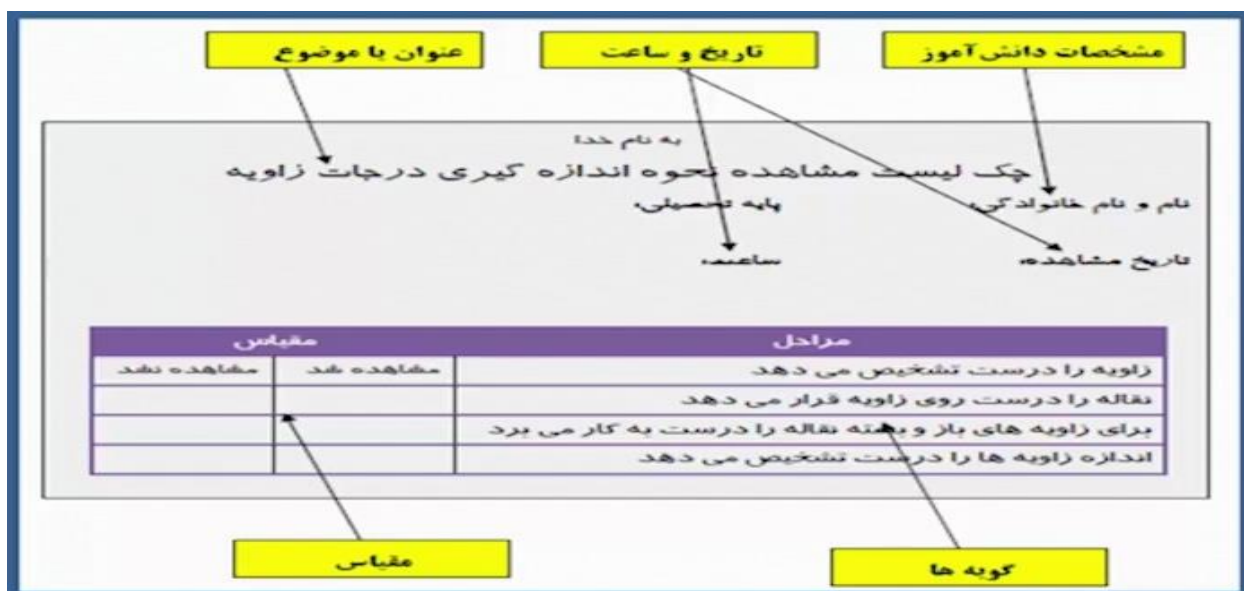 مشخصات دانش‌آموز تاریخ و ساعت عنوان یا موضوع
به نام خدا
چک لیست مشاهده نحوه اندازه گیری درجات زاویه
نام و نام خانوادگی: پایه تحصیلی:
تاریخ مشاهده: ساعت:
مراحل مقیاس
زاویه را درست تشخیص می دهد مشاهده شد مشاهده نشد
نقاله را درست روی زاویه قرار می دهد
برای زاویه های باز و بسته نقاله را درست به کار می برد
اندازه زاویه ها را درست تشخیص می دهد
گویه ها مقیاس